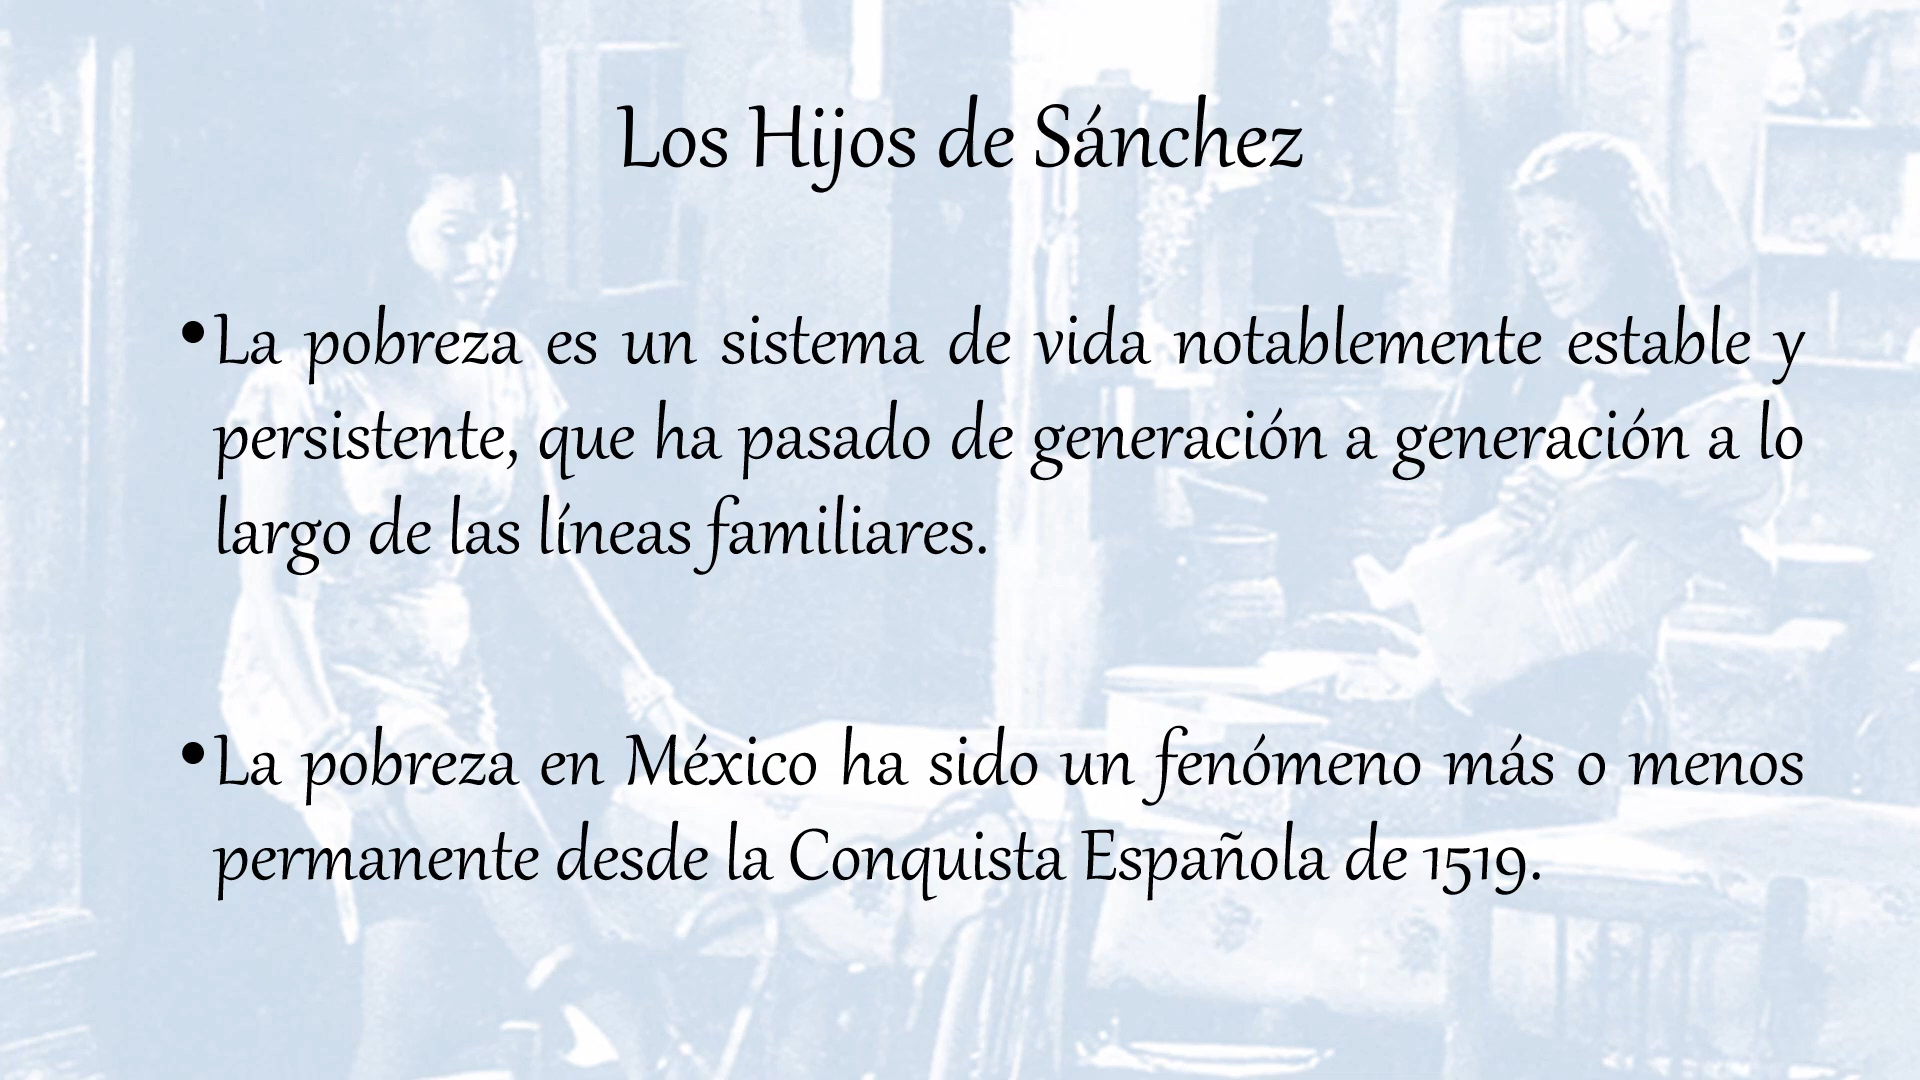 Los Hijos de Sánchez
•La pobreza es un sistema de vida notablemente estable y
persistente, que ha pasado de generación a generación a lo
largo de las líneas familiares.
•La pobreza en México ha sido un fenómeno más o menos
permanente desde la Conquista Española de 1519.